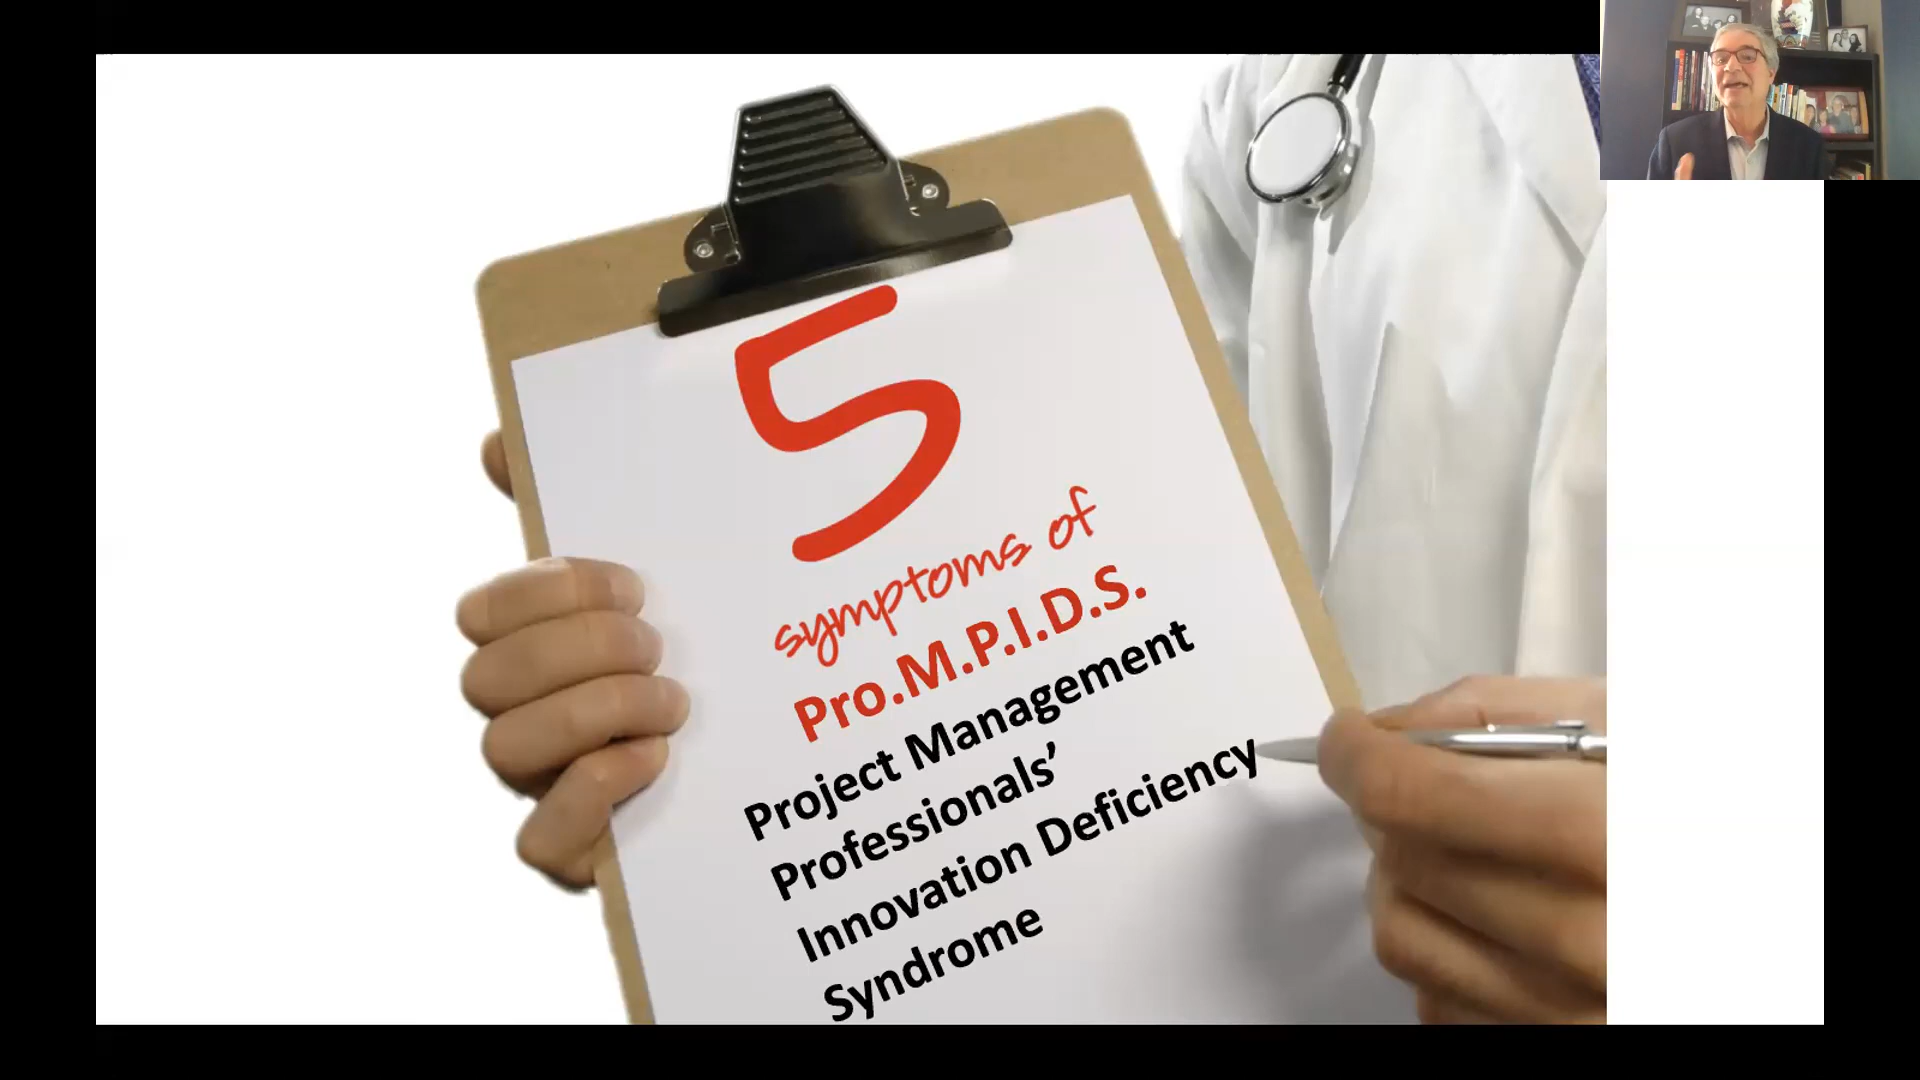 5
symptoms of
Pro.M.P.I.D.S.
Project Management
Professionals’
Innovation Deficiency
Syndrome